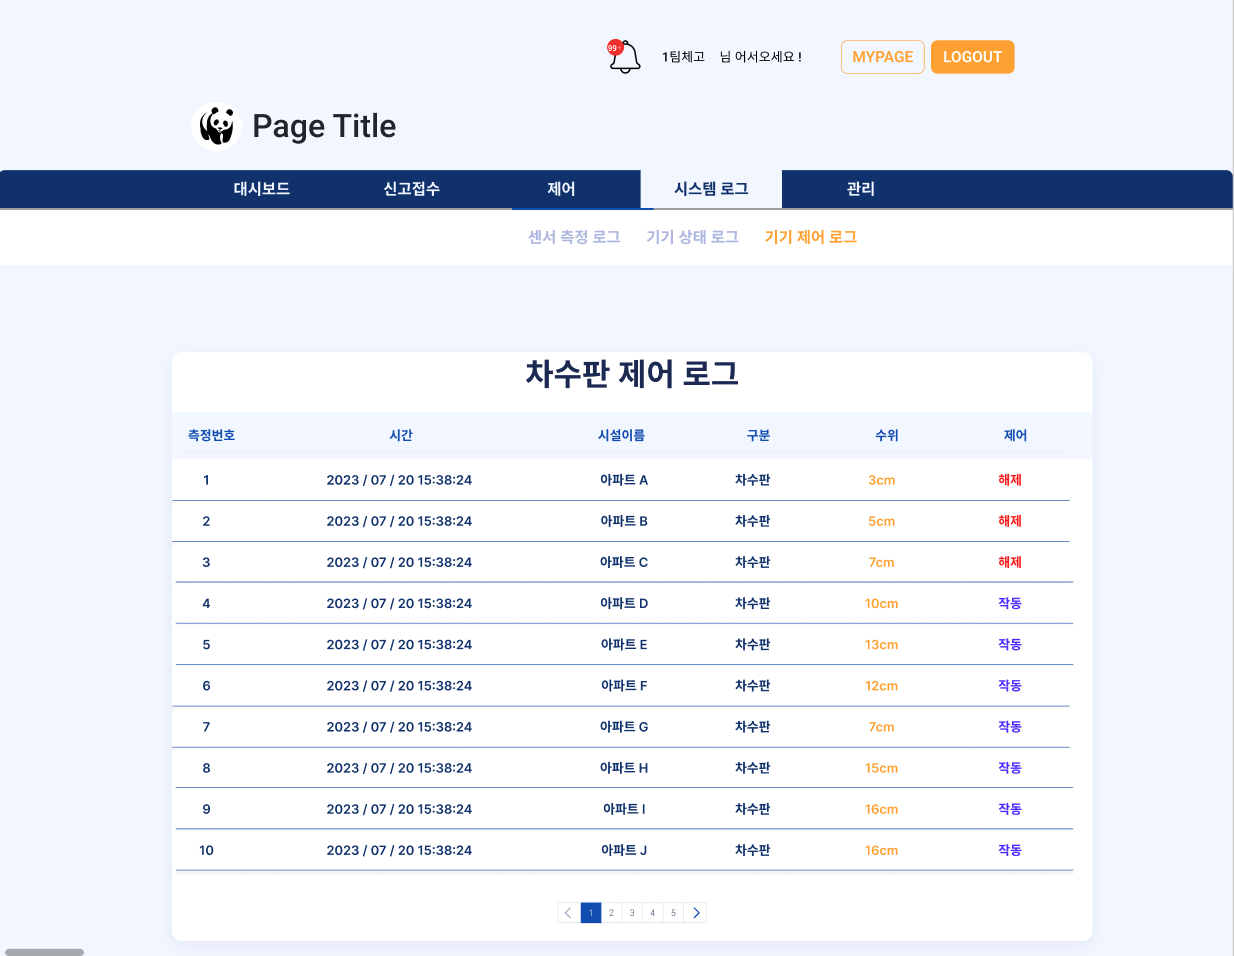 99+
1팀체고 님 어서오세요 !
MYPAGE LOGOUT
Page Title
대시보드 신고접수 제어 시스템 로그 관리
센서 측정 로그 기기 상태 로그 기기 제어 로그
차수판 제어 로그
측정번호 시간 시설이름 구분 수위 제어
1 2023 / 07 / 20 15:38:24 아파트 A 차수판 3cm 해제
2 2023 / 07 / 20 15:38:24 아파트 B 차수판 5cm 해제
3 2023 / 07 / 20 15:38:24 아파트 C 차수판 7cm 해제
4 2023 / 07 / 20 15:38:24 아파트 D 차수판 10cm 작동
5 2023 / 07 / 20 15:38:24 아파트 E 차수판 13cm 작동
6 2023 / 07 / 20 15:38:24 아파트 F 차수판 12cm 작동
7 2023 / 07 / 20 15:38:24 아파트 G 차수판 7cm 작동
8 2023 / 07 / 20 15:38:24 아파트 H 차수판 15cm 작동
9 2023 / 07 / 20 15:38:24 아파트 I 차수판 16cm 작동
10 2023 / 07 / 20 15:38:24 아파트 J 차수판 16cm 작동
1 2 3 4 5